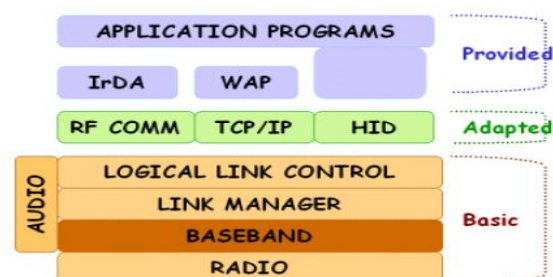 APPLICATION PROGRAMS
Provided
IrDA WAP
RF COMM TCP/IP HID Adapted
AUDIO
LOGICAL LINK CONTROL
LINK MANAGER
Basic
BASEBAND
RADIO